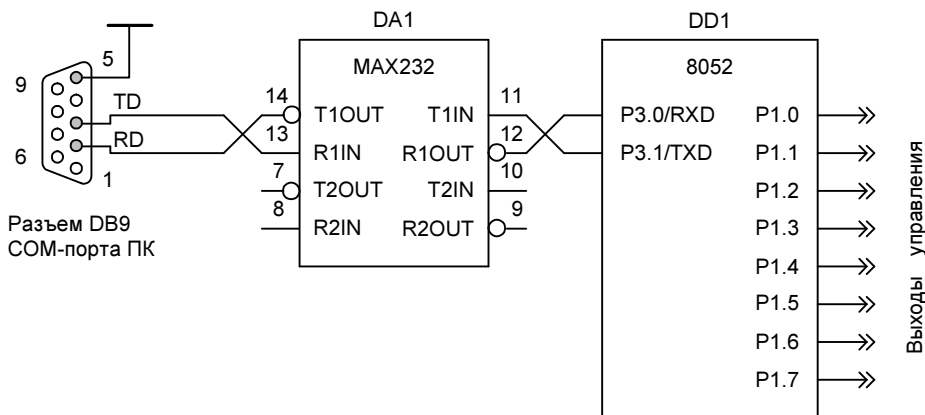 DA1
DD1
MAX232
8052
5
9
TD
RD
6
1
14
13
7
8
T1OUT
R1IN
T2OUT
R2IN
T1IN
R1OUT
T2IN
R2OUT
11
12
10
9
P3.0/RXD
P3.1/TXD
P1.0
P1.1
P1.2
P1.3
P1.4
P1.5
P1.6
P1.7
Разъем DB9
COM-порта ПК
Выходы управления